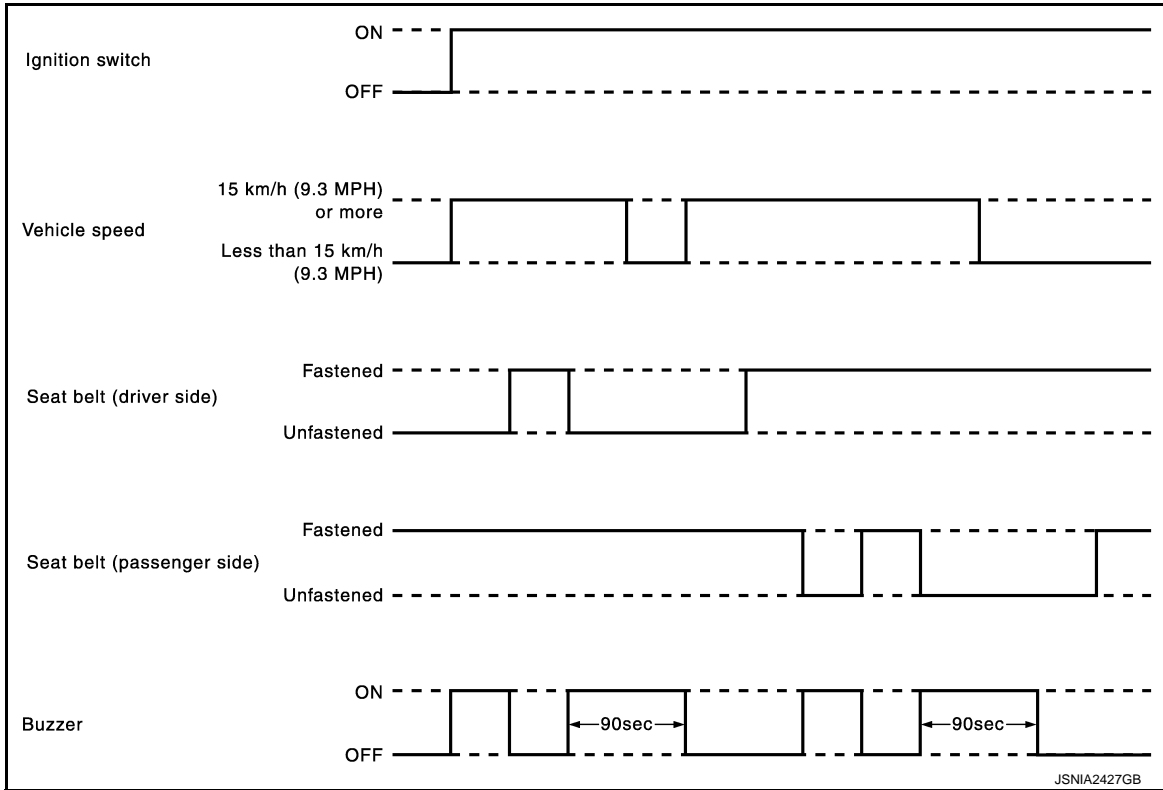 ON
Ignition switch
OFF
15 km/h (9.3 MPH)
or more
Vehicle speed
Less than 15 km/h
(9.3 MPH)
Fastened
Seat belt (driver side)
Unfastened
Fastened
Seat belt (passenger side)
Unfastened
ON
Buzzer
90sec
90sec
OFF
JSNIA2427GB